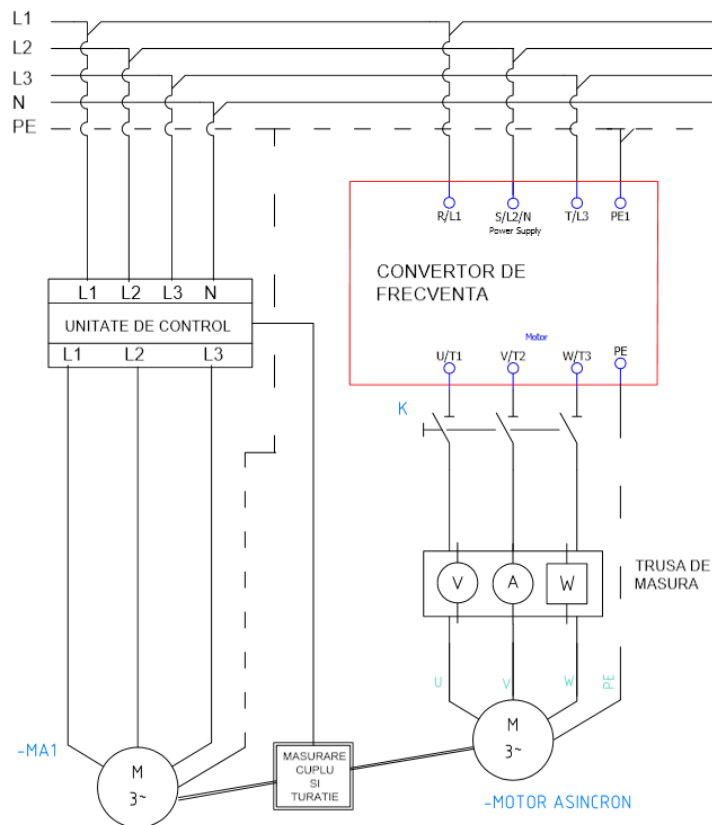 L1
L2
L3
N
PE
R/L1 S/L2/N T/L3 PE1
Power Supply
CONVERTOR DE
FRECVENTA
Motor
U/T1 V/T2 W/T3 PE
L1 L2 L3 N
UNITATE DE CONTROL
L1 L2 L3
K
V A W
TRUSA DE
MASURA
U V W PE
M
3~
-MOTOR ASINCRON
-MA1
M
3~
MASURARE
CUPLU
SI
TURATIE